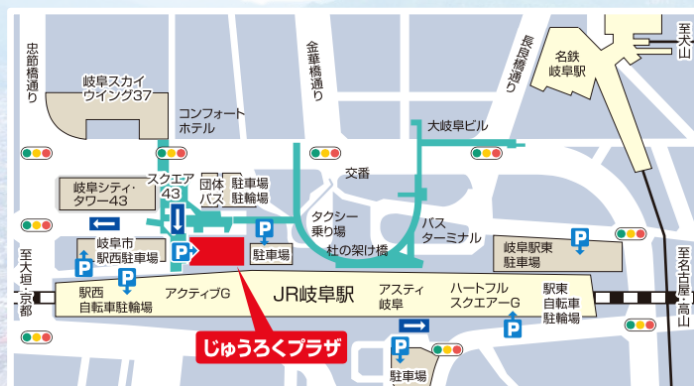 忠節橋通り
金華橋通り
長良橋通り
至犬山
名鉄
岐阜駅
岐阜スカイ
ウイング37
コンフォート
ホテル
大岐阜ビル
交番
岐阜シティ・
タワー43
スクエア
43
団体
バス
駐車場
駐輪場
タクシー
乗り場
バス
ターミナル
杜の架け橋
岐阜市
駅西駐車場
P
P
P
P
駐車場
岐阜駅東
駐車場
P
至大垣・京都
至名古屋・高山
駅西
自転車駐輪場
アクティブG
JR岐阜駅
アスティ
岐阜
ハートフル
スクエアーG
駅東
自転車
駐輪場
P
P
駐車場
じゅうろくプラザ